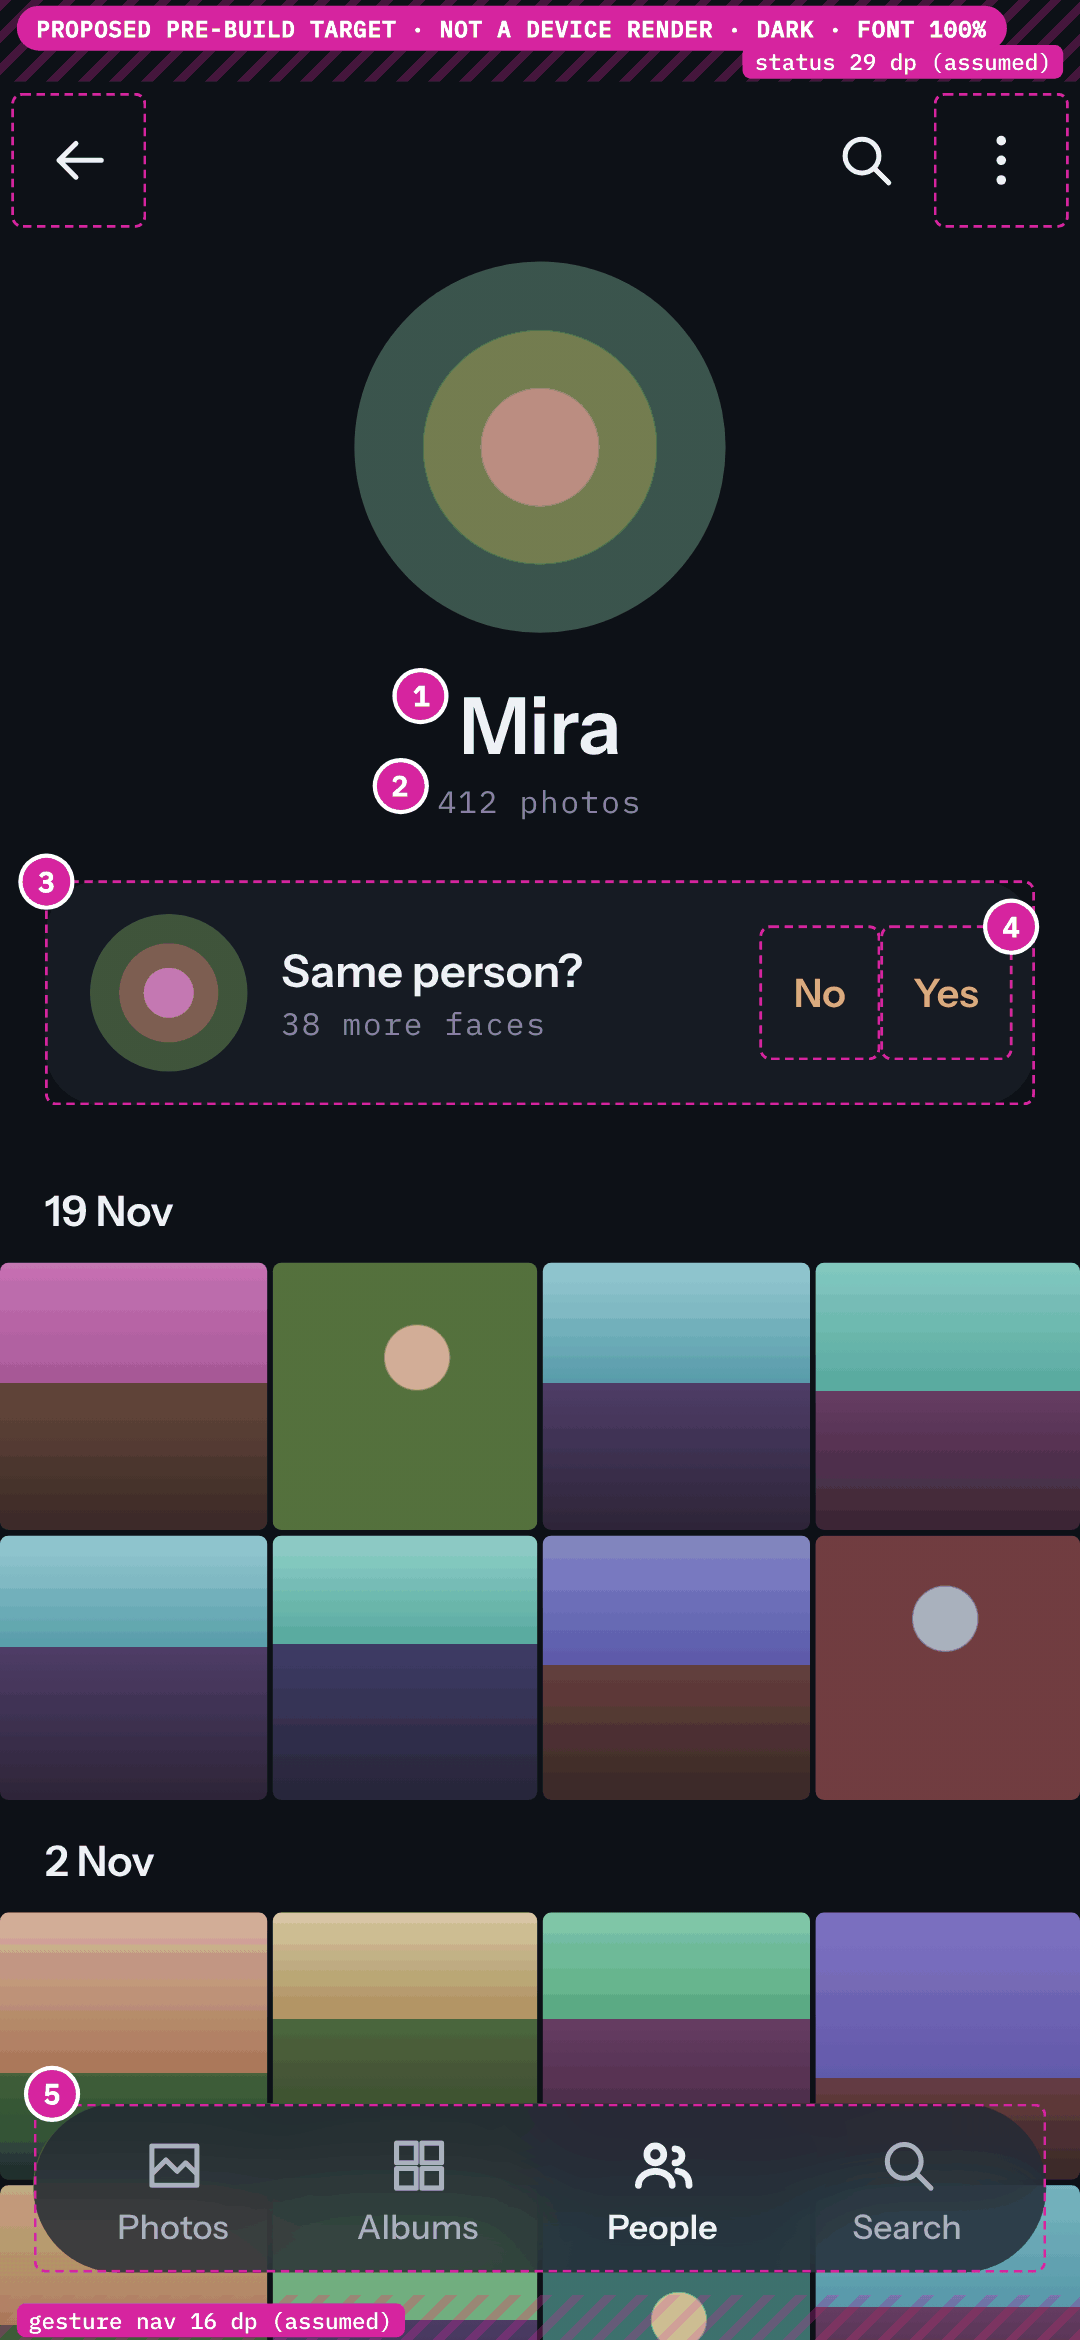 PROPOSED PRE-BUILD TARGET · NOT A DEVICE RENDER · DARK · FONT 100%
status 29 dp (assumed)
1
Mira
2
412 photos
3
4
Same person?
38 more faces
No
Yes
19 Nov
2 Nov
5
Photos
Albums
People
Search
gesture nav 16 dp (assumed)